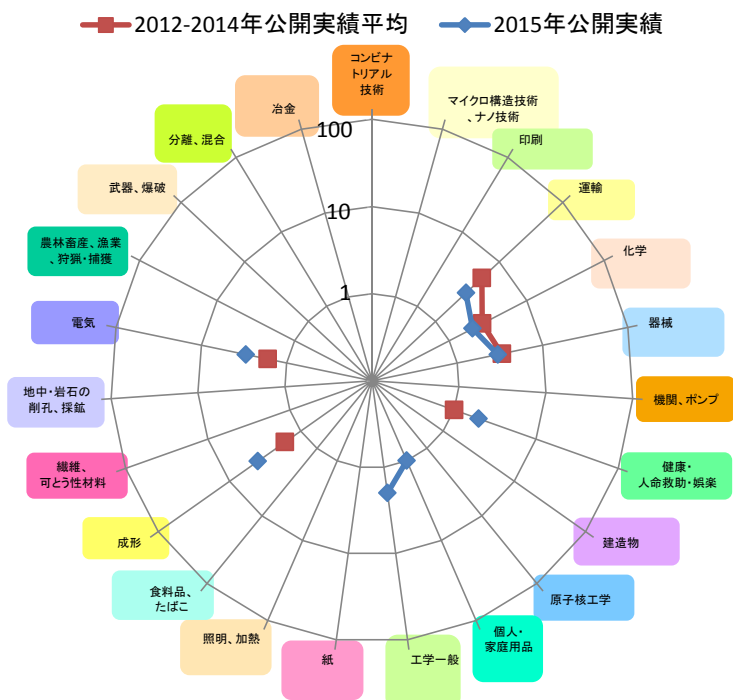 2012-2014年公開実績平均
2015年公開実績
コンビナ
トリアル
技術
マイクロ構造技術
、ナノ技術
印刷
運輸
化学
器械
機関、ポンプ
健康・
人命救助・娯楽
建造物
原子核工学
個人・
家庭用品
工学一般
紙
照明、加熱
食料品、
たばこ
成形
繊維、
可とう性材料
地中・岩石の
削孔、採鉱
電気
農林畜産、漁業
、狩猟・捕獲
武器、爆破
分離、混合
冶金
100
10
1